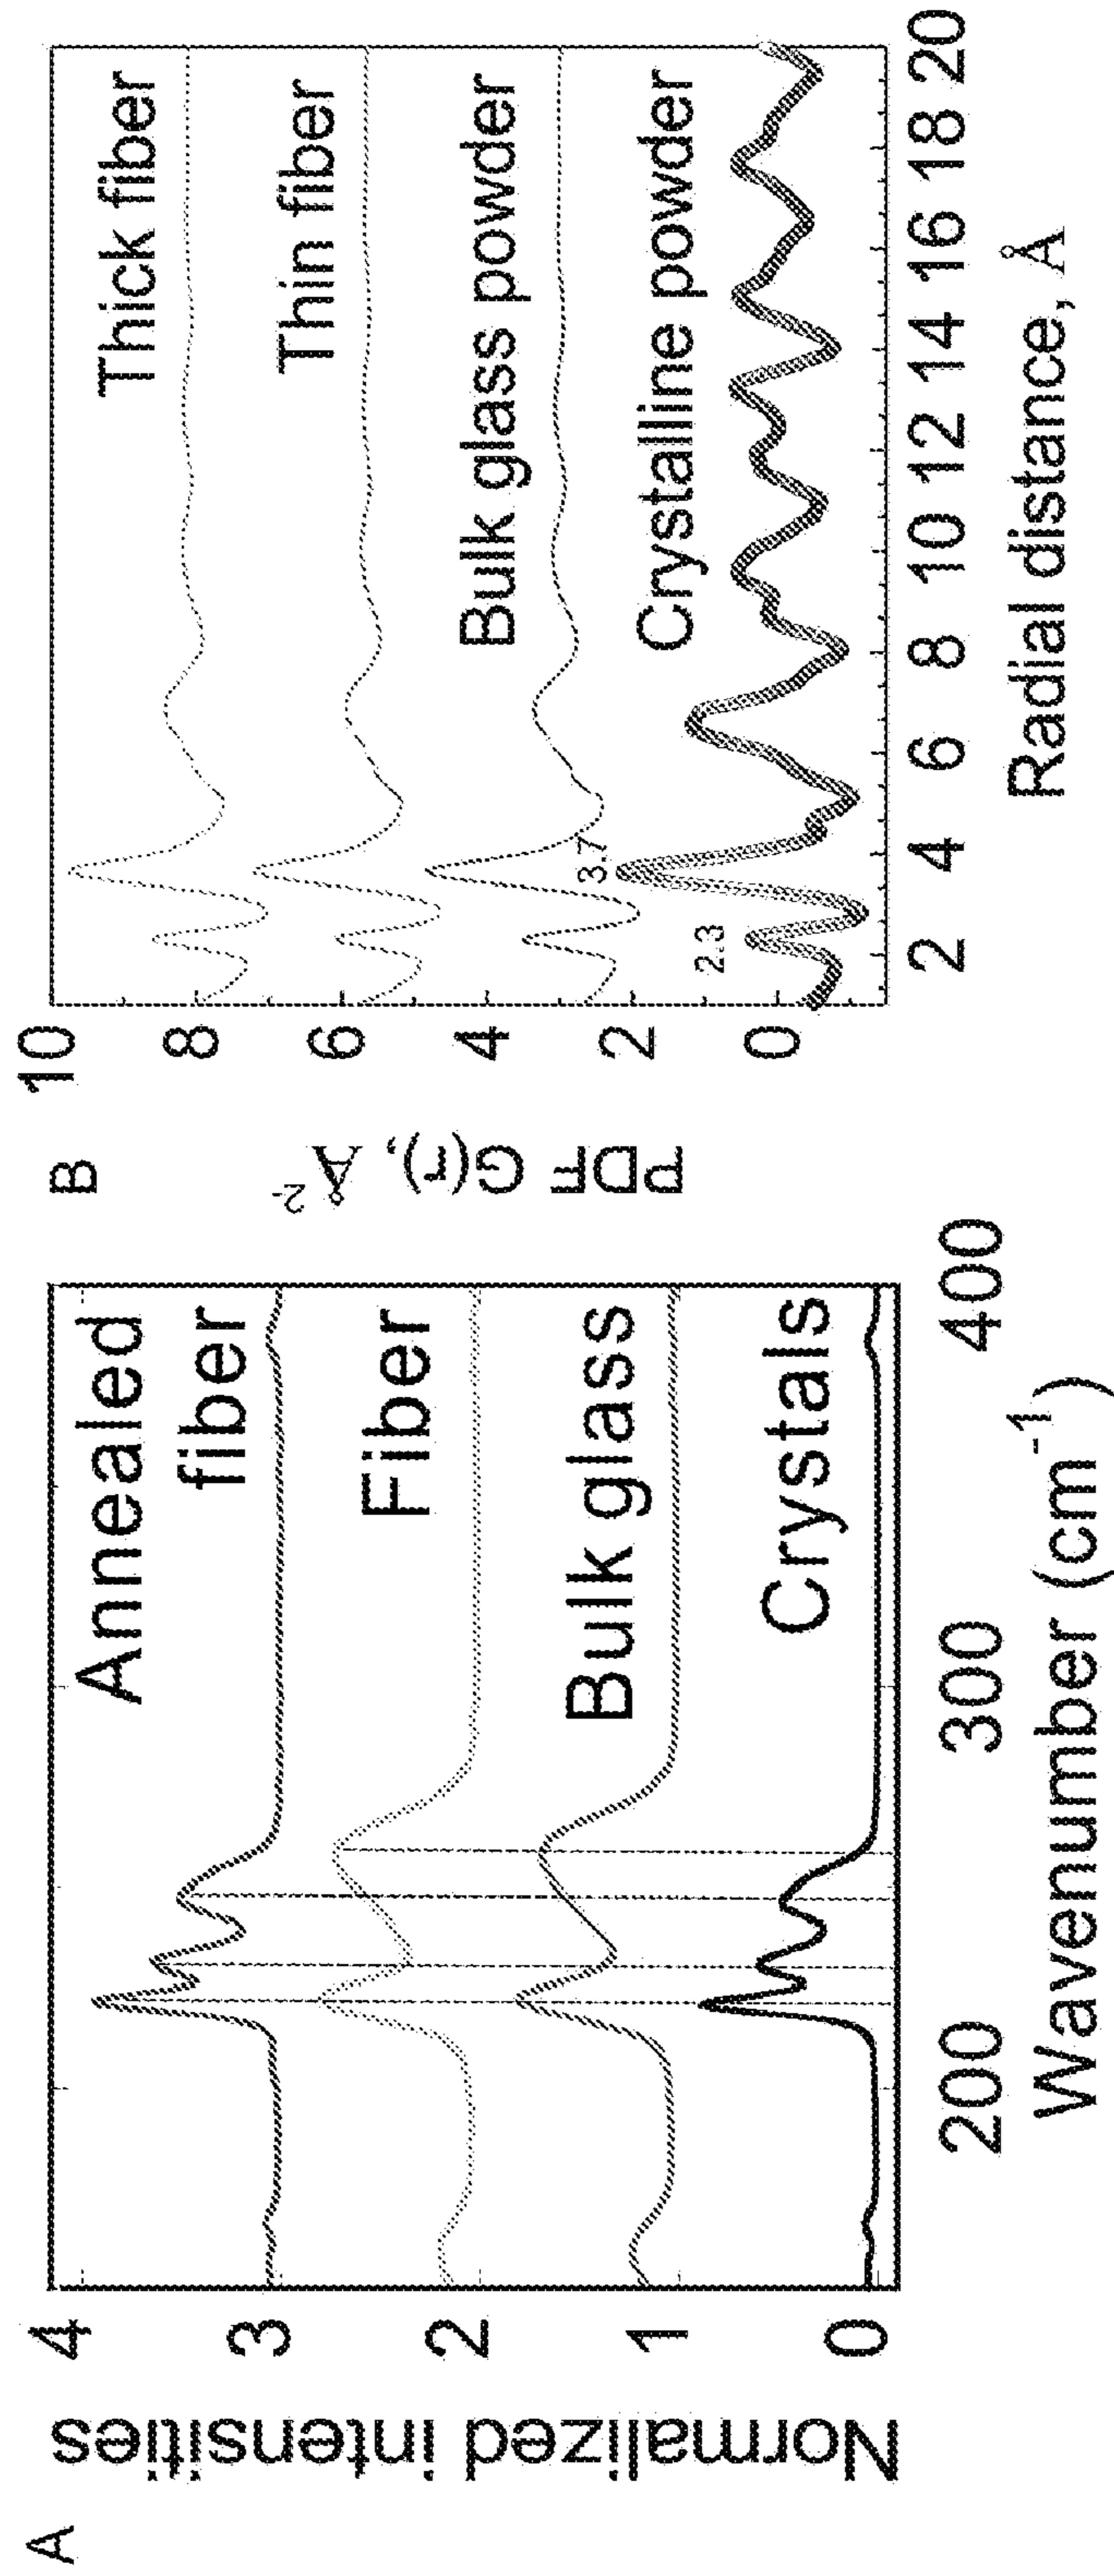 A
Normalized intensities
4
3
2
1
0
Annealed
fiber
Fiber
Bulk glass
Crystals
200 300 400
Wavenumber (cm⁻¹)
B
PDF G(r), Å⁻²
10
8
6
4
2
0
Thick fiber
Thin fiber
Bulk glass powder
Crystalline powder
2.3
3.7
2 4 6 8 10 12 14 16 18 20
Radial distance, Å